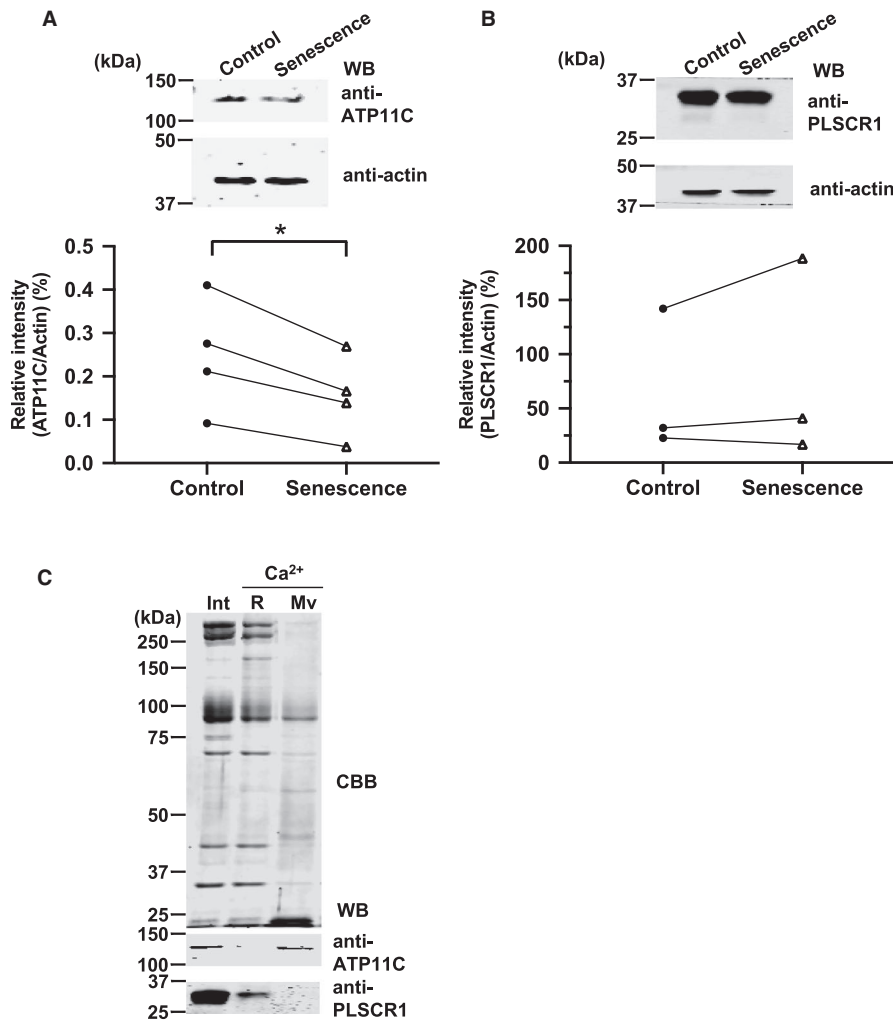 A
(kDa)
Control
Senescence
WB
150
anti-
ATP11C
100
50
anti-actin
37
*
Relative intensity
(ATP11C/Actin) (%)
0.5
0.4
0.3
0.2
0.1
0.0
Control
Senescence
B
(kDa)
Control
Senescence
WB
37
anti-
PLSCR1
25
50
anti-actin
37
Relative intensity
(PLSCR1/Actin) (%)
200
150
100
50
0
Control
Senescence
C
Ca²⁺
(kDa)
Int
R
Mv
250
150
100
75
CBB
50
37
25
WB
150
anti-
ATP11C
100
37
anti-
PLSCR1
25